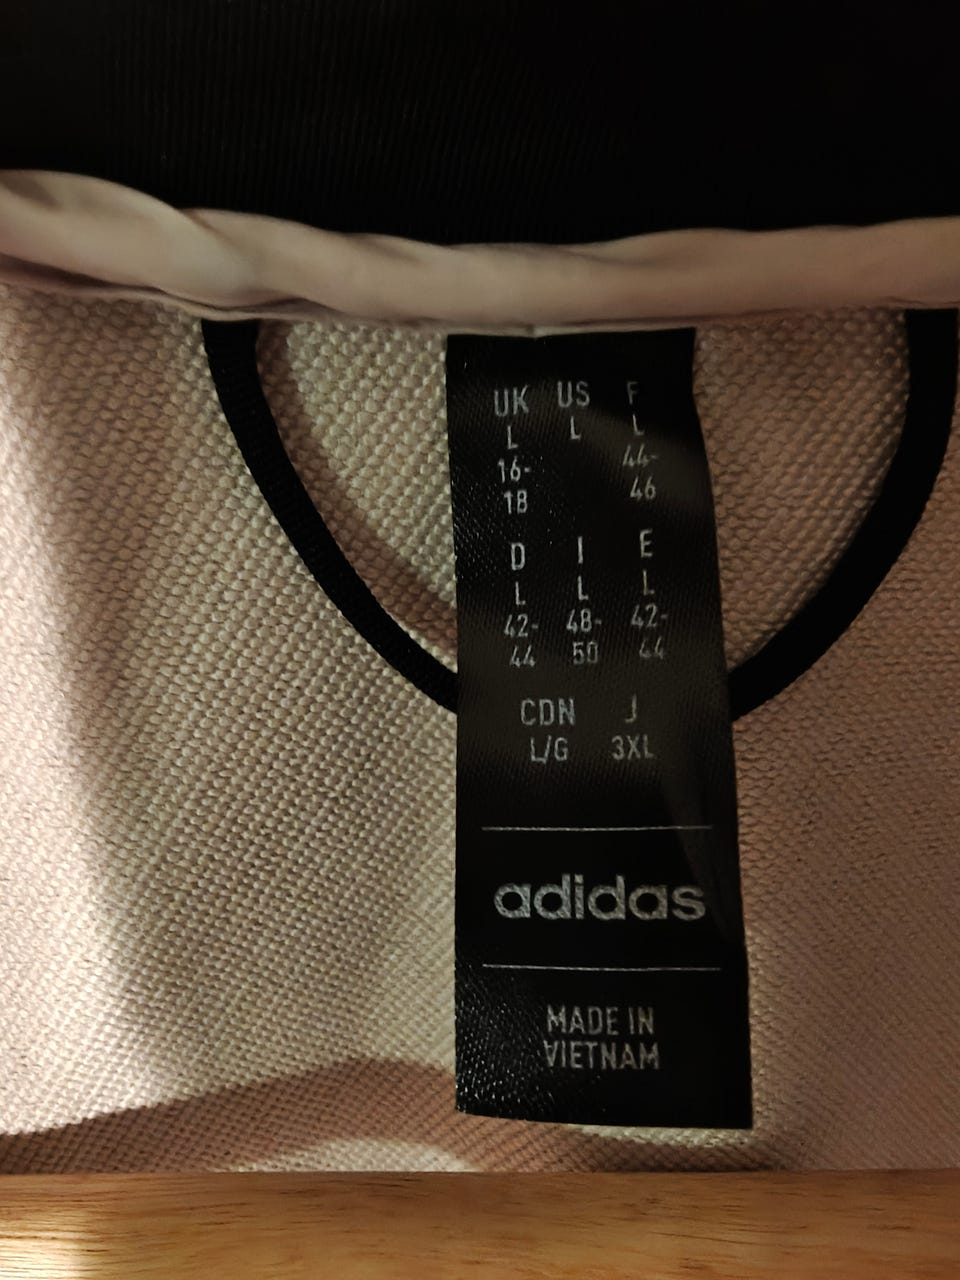 UK US F
L L L
16- 44-
18 46
D I E
L L L
42- 48- 42-
44 50 44
CDN J
L/G 3XL
adidas
MADE IN
VIETNAM